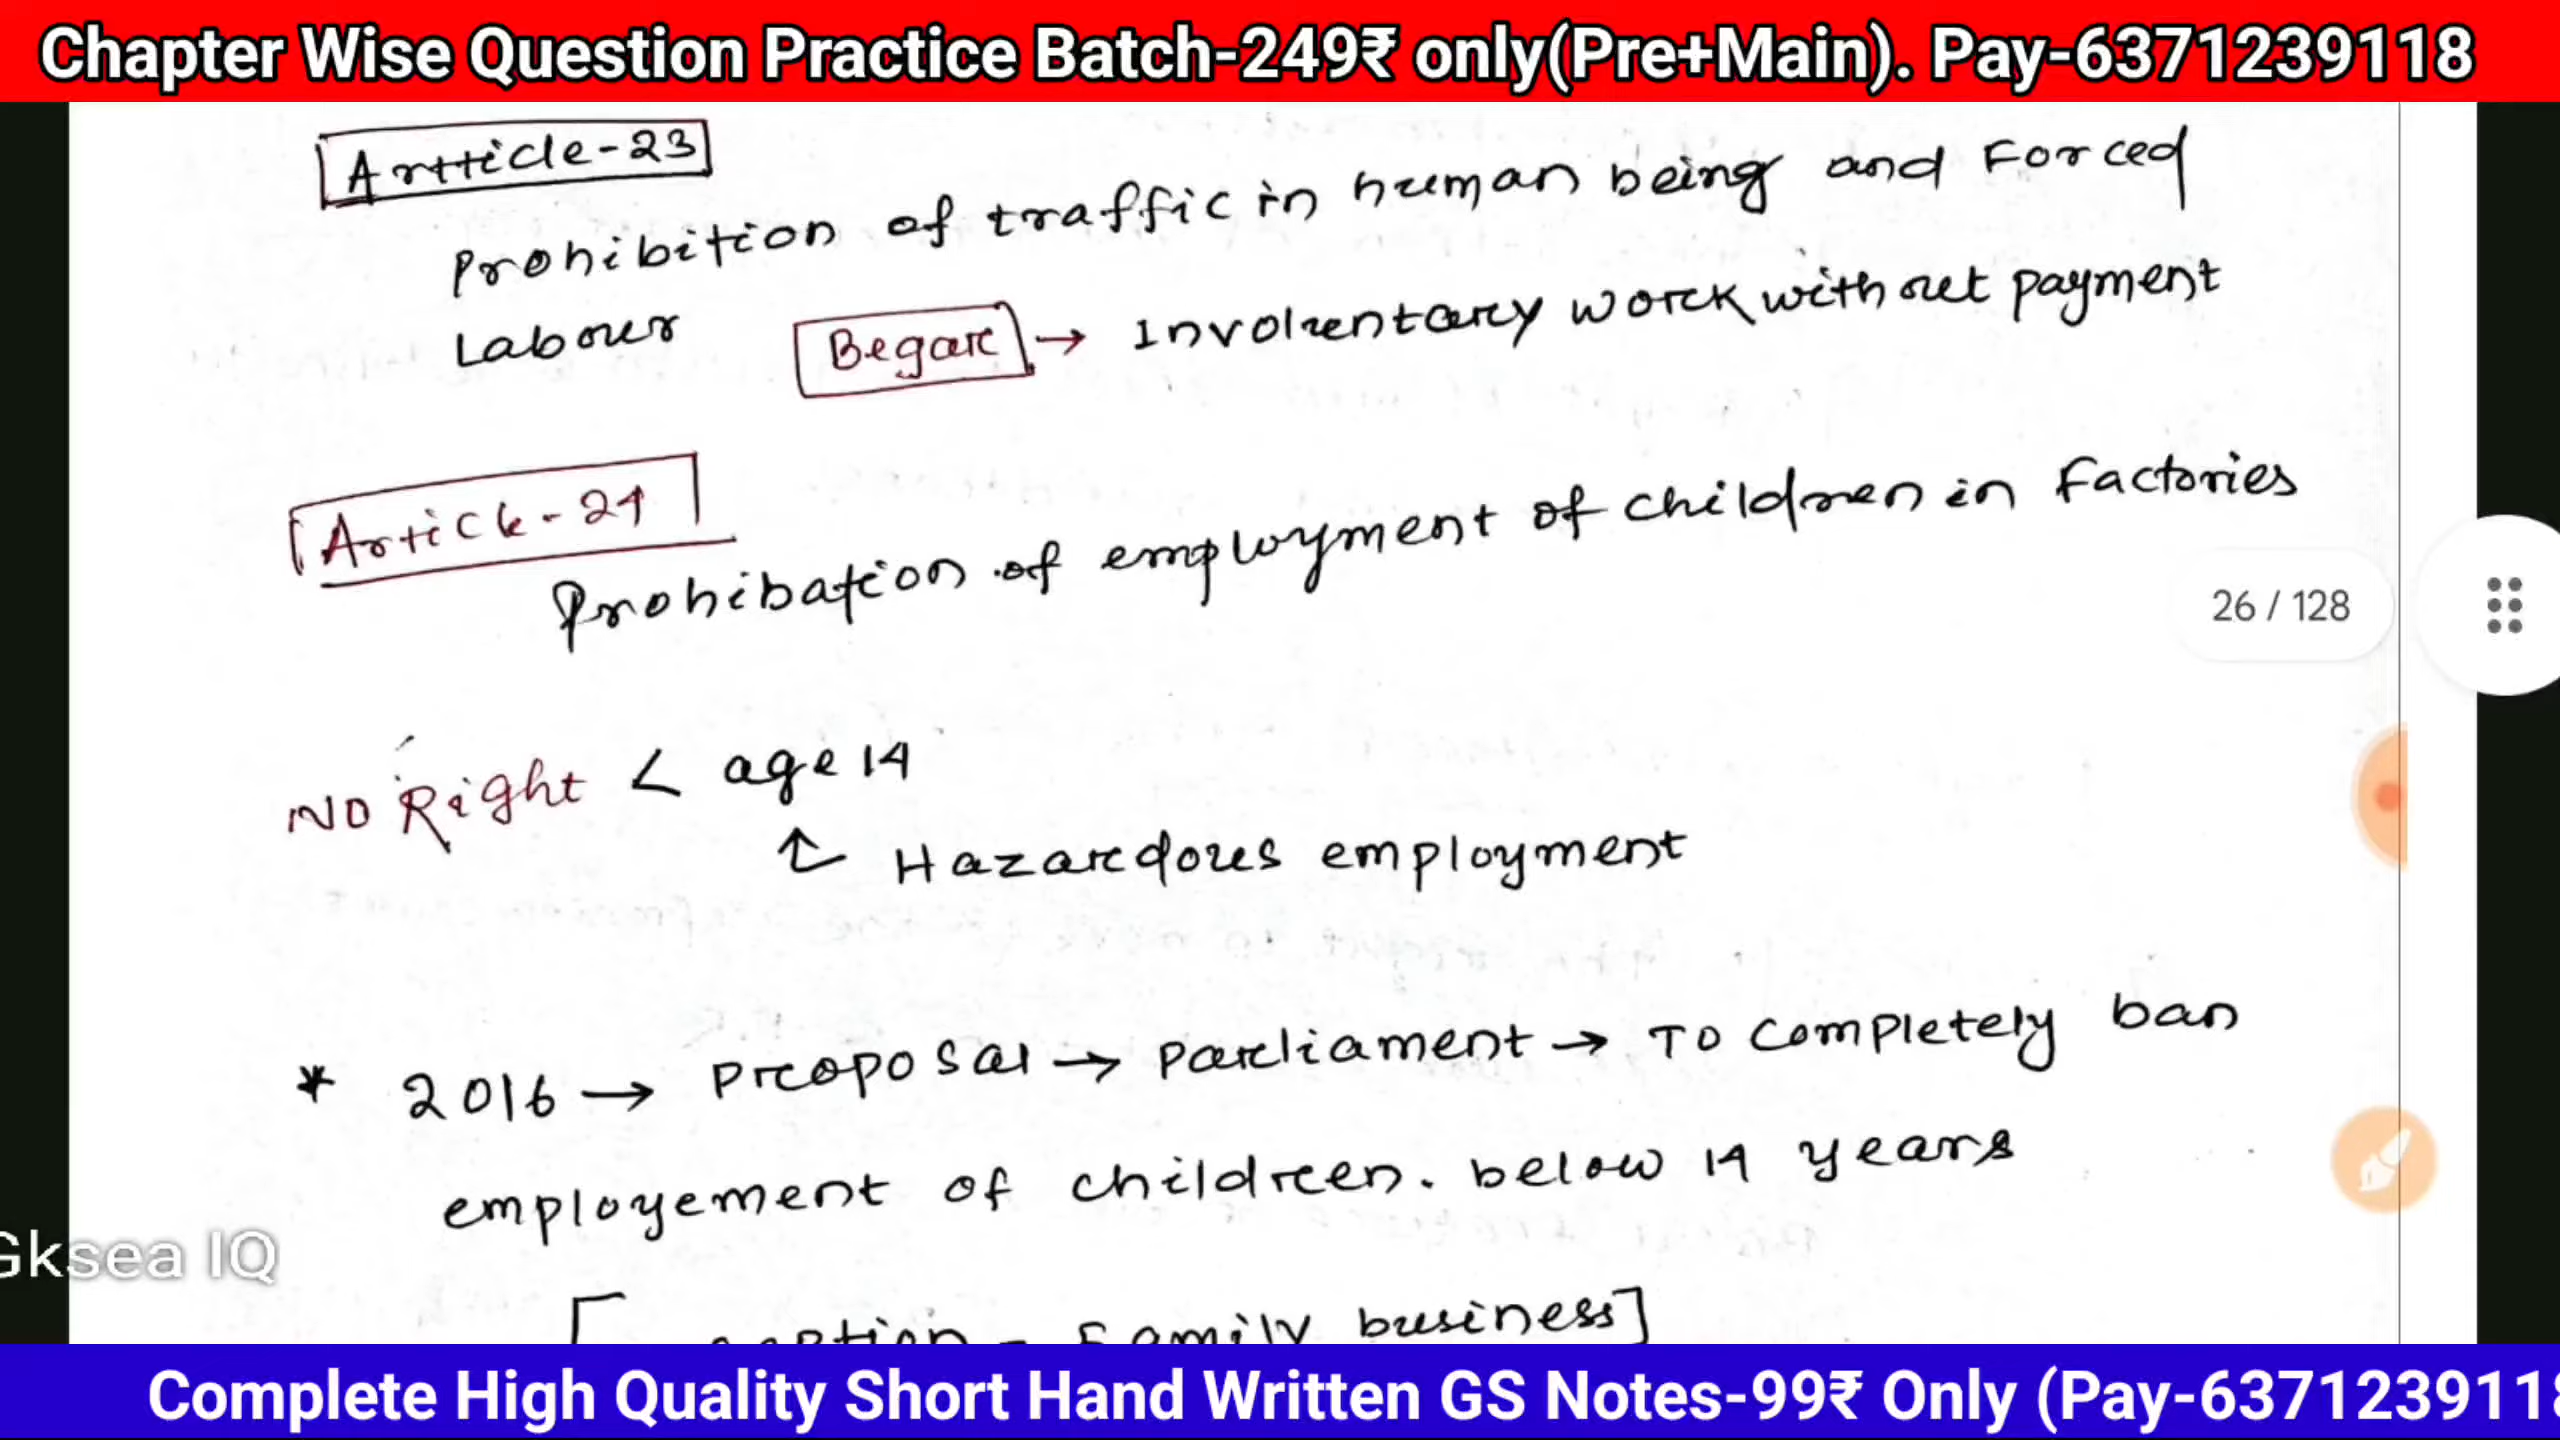 Chapter Wise Question Practice Batch-249₹ only(Pre+Main). Pay-6371239118
Article-23
Prohibition of traffic in human being and Forced
Labour
Begar → Involuntary work without payment
Article-24
Prohibation of employment of children in Factories
26 / 128
NO Right < age 14
Hazardous employment
* 2016 → Proposal → Parliament → To completely ban
employement of children. below 14 years
Gksea IQ
[ - Family business]
Complete High Quality Short Hand Written GS Notes-99₹ Only (Pay-637123911